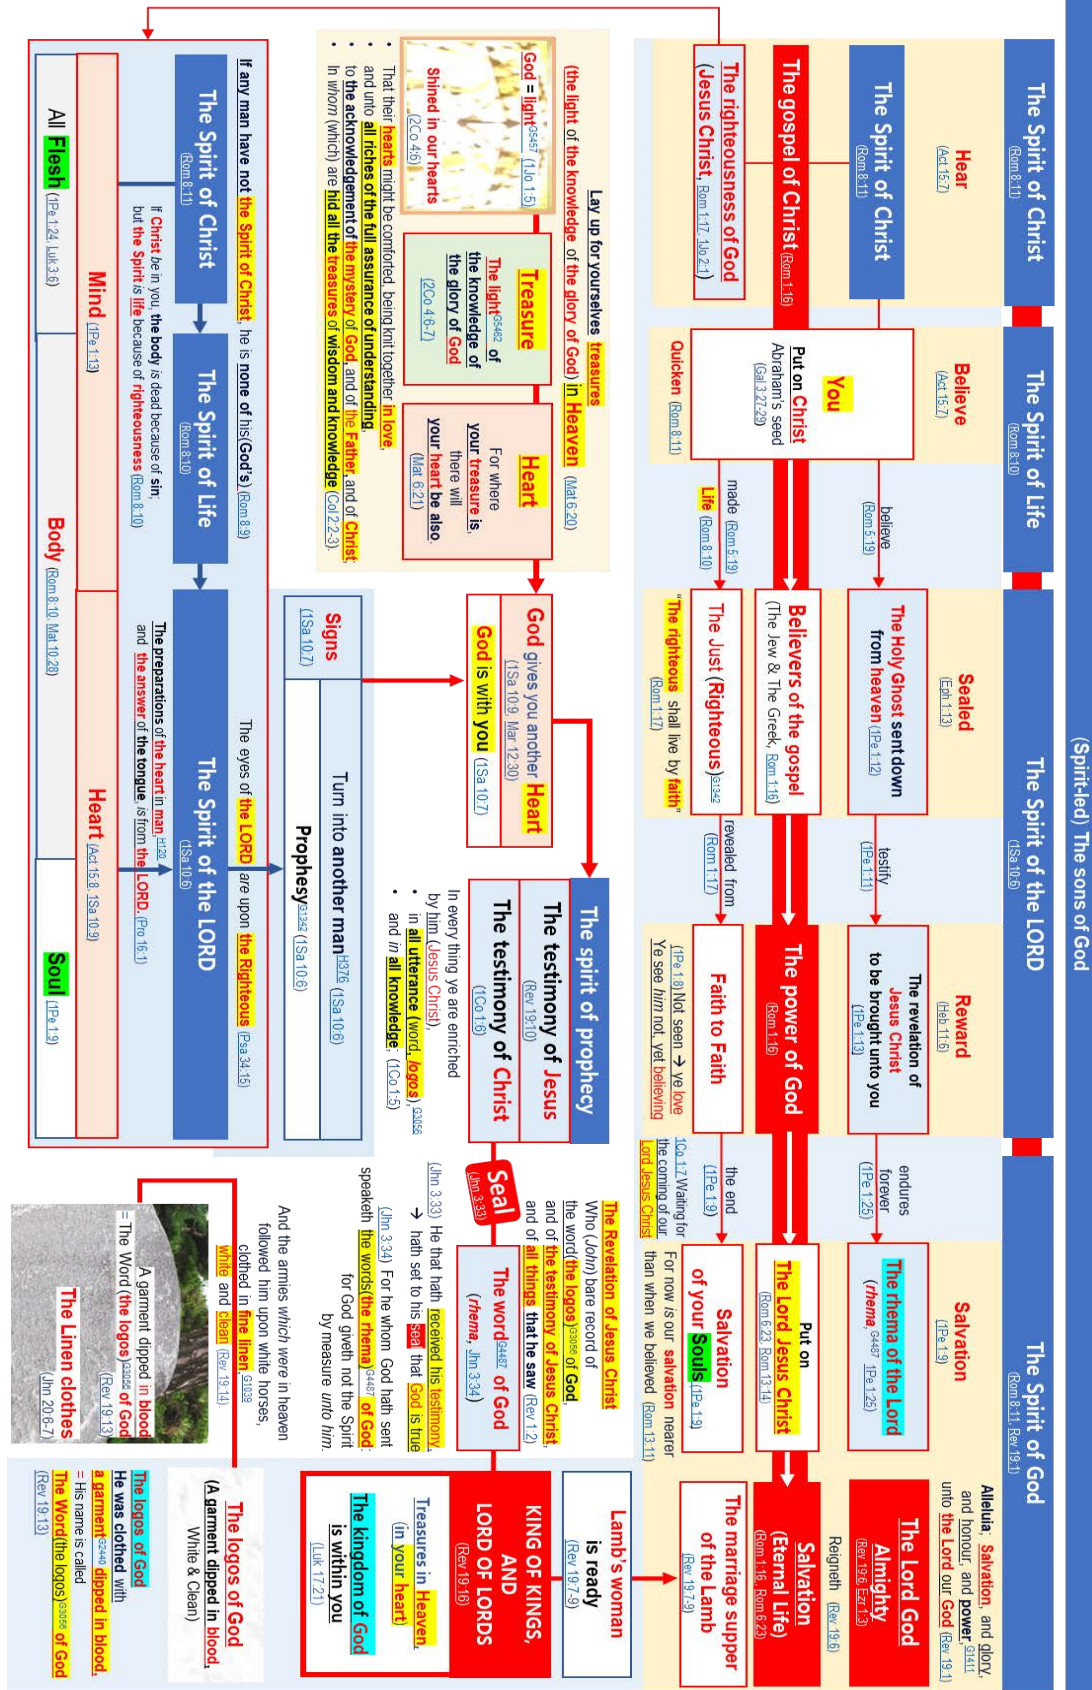 (Spirit-led) The sons of God
The Spirit of Christ
(Rom 8:11)
The Spirit of Life
(Rom 8:10)
The Spirit of the LORD
(1Sa 10:6)
The Spirit of God
(Rom 8:11, Rev 19:1)
Hear
(Act 15:7)
Believe
(Act 15:7)
Sealed
(Eph 1:13)
Reward
(Heb 11:6)
Salvation
(1Pe 1:9)
Alleluia; Salvation, and glory,
and honour, and power,G1411
unto the Lord our God (Rev 19:1)
The Spirit of Christ
(Rom 8:11)
believe
(Rom 5:19)
The Holy Ghost sent down
from heaven (1Pe 1:12)
testify
(1Pe 1:11)
The revelation of
Jesus Christ
to be brought unto you
(1Pe 1:13)
endures
forever
(1Pe 1:25)
The rhema of the Lord
(rhema,G4487 1Pe 1:25)
The Lord God
Almighty
(Rev 19:6, Ezr 1:3)
Reigneth (Rev 19:6)
The gospel of Christ (Rom 1:16)
You
Put on Christ
Abraham's seed
(Gal 3:27-29)
Believers of the gospel
(The Jew & The Greek, Rom 1:16)
The power of God
(Rom 1:16)
Put on
The Lord Jesus Christ
(Rom 6:23, Rom 13:14)
Salvation
(Eternal Life)
(Rom 1:16, Rom 6:23)
The righteousness of God
(Jesus Christ, Rom 1:17, 1Jo 2:1)
Quicken (Rom 8:11)
made (Rom 5:19)
Life (Rom 8:10)
The Just (Righteous)G1342
"The righteous shall live by faith"
(Rom 1:17)
revealed from
(Rom 1:17)
Faith to Faith
(1Pe 1:8) Not seen → ye love
Ye see him not, yet believing
the end
(1Pe 1:9)
1Co 1:7 Waiting for
the coming of our
Lord Jesus Christ
Salvation
of your Souls (1Pe 1:9)
For now is our salvation nearer
than when we believed (Rom 13:11)
The marriage supper
of the Lamb
(Rev 19:7-9)
Lay up for yourselves treasures
(the light of the knowledge of the glory of God) in Heaven (Mat 6:20)
God = lightG5457 (1Jo 1:5)
Shined in our hearts
(2Co 4:6)
Treasure
The lightG5462 of
the knowledge of
the glory of God
(2Co 4:6-7)
Heart
For where
your treasure is,
there will
your heart be also.
(Mat 6:21)
• That their hearts might be comforted, being knit together in love,
• and unto all riches of the full assurance of understanding,
• to the acknowledgement of the mystery of God, and of the Father, and of Christ;
• In whom (which) are hid all the treasures of wisdom and knowledge (Col 2:2-3).
God gives you another Heart
(1Sa 10:9, Mar 12:30)
God is with you (1Sa 10:7)
The spirit of prophecy
The testimony of Jesus
(Rev 19:10)
The testimony of Christ
(1Co 1:6)
In every thing ye are enriched
by him (Jesus Christ),
• in all utterance (word, logos),G3056
• and in all knowledge; (1Co 1:5)
Seal
(Jhn 3:33)
The Revelation of Jesus Christ
Who (John) bare record of
the word(the logos)G3056 of God,
and of the testimony of Jesus Christ,
and of all things that he saw (Rev 1:2)
The wordG4487 of God
(rhema, Jhn 3:34)
(Jhn 3:33) He that hath received his testimony,
→ hath set to his seal that God is true
(Jhn 3:34) For he whom God hath sent
speaketh the words(the rhema)G4487 of God:
for God giveth not the Spirit
by measure unto him.
Lamb's woman
is ready
(Rev 19:7-9)
KING OF KINGS,
AND
LORD OF LORDS
(Rev 19:16)
Treasures in Heaven,
(in your heart)
The kingdom of God
is within you
(Luk 17:21)
Signs
(1Sa 10:7)
Turn into another manH376 (1Sa 10:6)
ProphesyG1342 (1Sa 10:6)
If any man have not the Spirit of Christ, he is none of his(God's) (Rom 8:9)
The eyes of the LORD are upon the Righteous (Psa 34:15)
The Spirit of Christ
(Rom 8:11)
The Spirit of Life
(Rom 8:10)
The Spirit of the LORD
(1Sa 10:6)
If Christ be in you, the body is dead because of sin;
but the Spirit is life because of righteousness (Rom 8:10)
The preparations of the heart in man,H120
and the answer of the tongue, is from the LORD. (Pro 16:1)
Mind (1Pe 1:13)
Heart (Act 15:8, 1Sa 10:9)
All Flesh (1Pe 1:24, Luk 3:6)
Body (Rom 8:10, Mat 10:28)
Soul (1Pe 1:9)
And the armies which were in heaven
followed him upon white horses,
clothed in fine linen,G1039
white and clean (Rev 19:14).
A garment dipped in blood
= The Word (the logos)G3056 of God
(Rev 19:13)
The Linen clothes
(Jhn 20:6-7)
The logos of God
(A garment dipped in blood,
White & Clean)
The logos of God
He was clothed with
a garmentG2440 dipped in blood.
= His name is called
The Word(the logos)G3056 of God
(Rev 19:13)